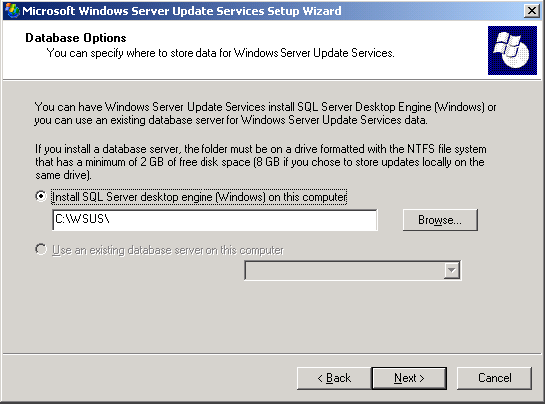 Microsoft Windows Server Update Services Setup Wizard
Database Options
You can specify where to store data for Windows Server Update Services.
You can have Windows Server Update Services install SQL Server Desktop Engine (Windows) or
you can use an existing database server for Windows Server Update Services data.
If you install a database server, the folder must be on a drive formatted with the NTFS file system
that has a minimum of 2 GB of free disk space (8 GB if you chose to store updates locally on the
same drive).
Install SQL Server desktop engine (Windows) on this computer
C:\WSUS\
Browse...
Use an existing database server on this computer
< Back
Next >
Cancel